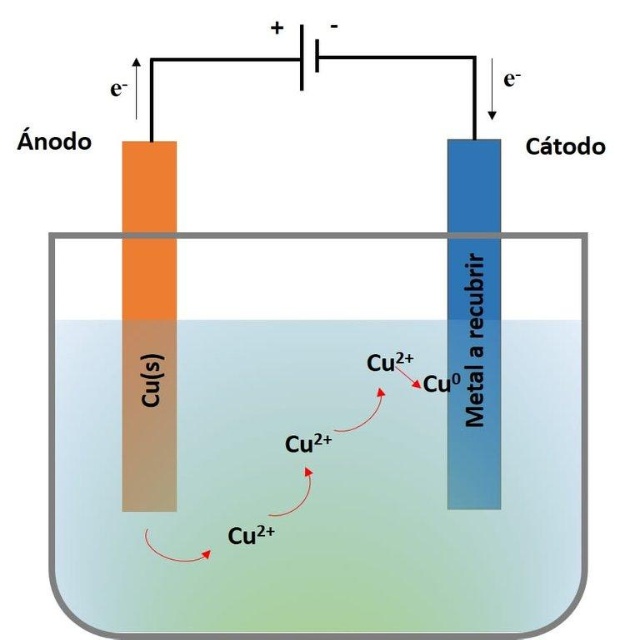 + -
e⁻ e⁻
Ánodo Cátodo
Cu(s)
Metal a recubrir
Cu²⁺
Cu⁰
Cu²⁺
Cu²⁺